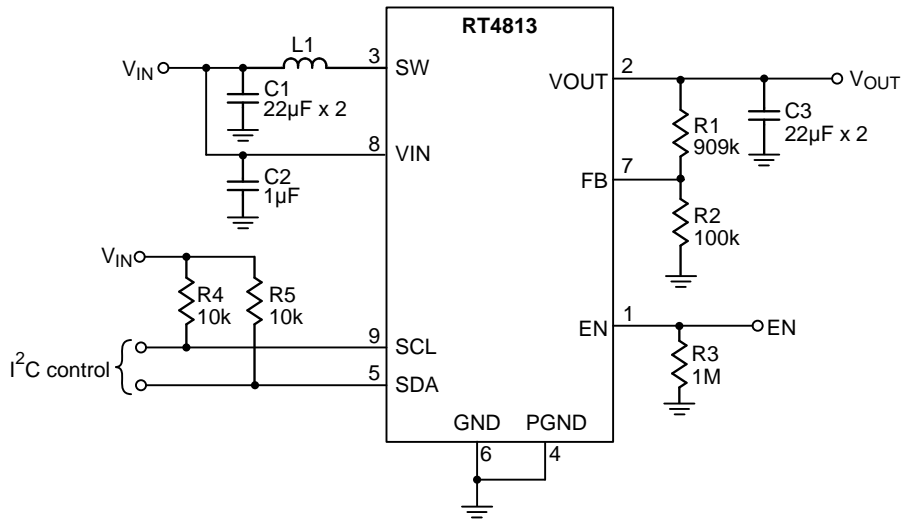 RT4813
L1
VIN
3
SW
C1
22µF x 2
8
VIN
C2
1µF
VOUT
2
VOUT
R1
909k
C3
22µF x 2
FB
7
R2
100k
VIN
R4
10k
R5
10k
9
SCL
I²C control
5
SDA
EN
1
EN
R3
1M
GND
PGND
6
4